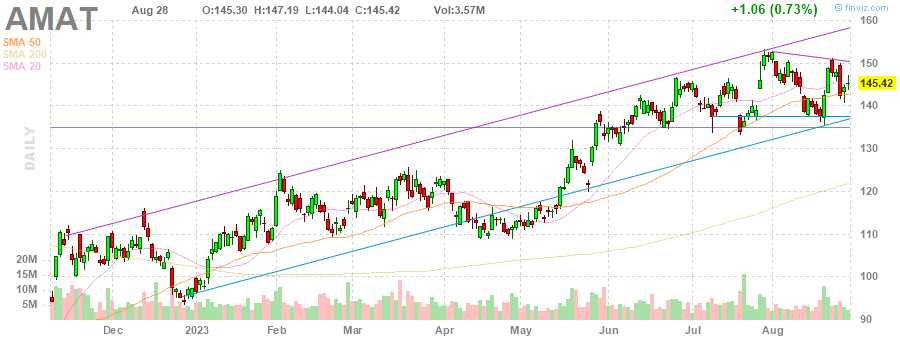 AMAT
Aug 28
O:145.30 H:147.19 L:144.04 C:145.42 Vol:3.57M
+1.06 (0.73%)
© finviz.com
SMA 50
SMA 200
SMA 20
DAILY
160
150
145.42
140
130
120
110
100
90
20M
15M
10M
5M
Dec 2023 Feb Mar Apr May Jun Jul Aug